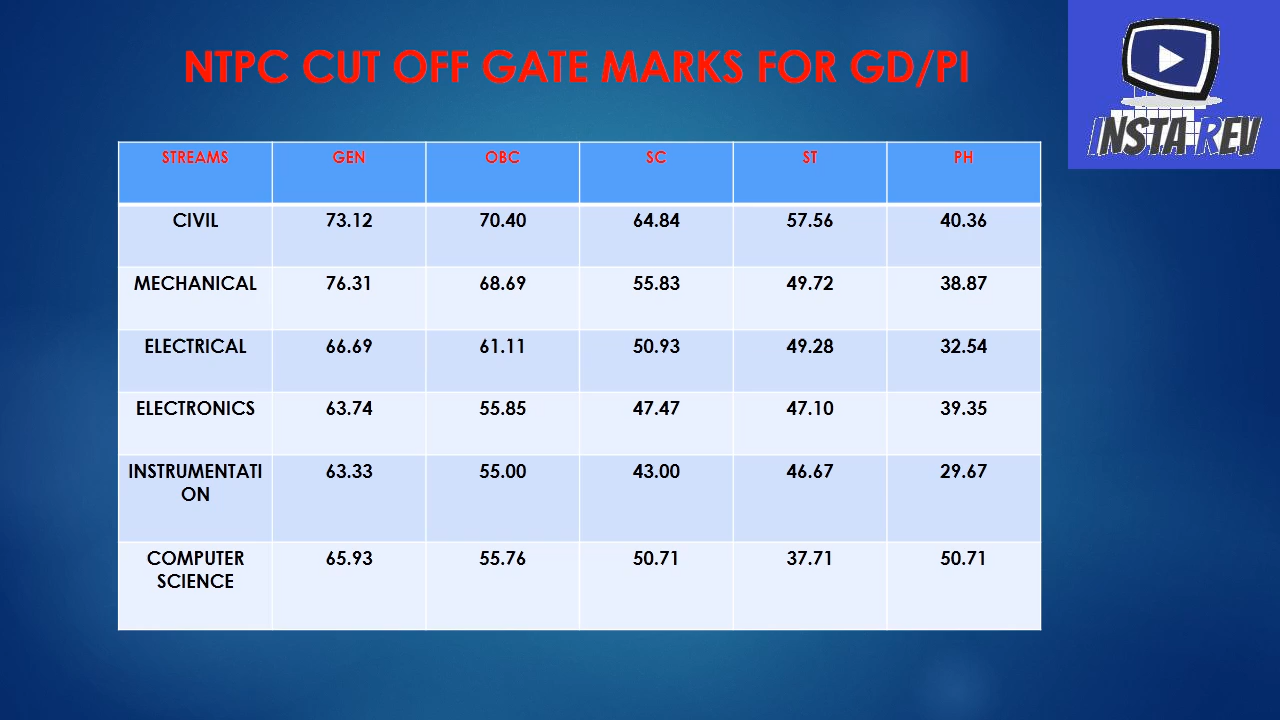 NTPC CUT OFF GATE MARKS FOR GD/PI
INSTA REV
STREAMS GEN OBC SC ST PH
CIVIL 73.12 70.40 64.84 57.56 40.36
MECHANICAL 76.31 68.69 55.83 49.72 38.87
ELECTRICAL 66.69 61.11 50.93 49.28 32.54
ELECTRONICS 63.74 55.85 47.47 47.10 39.35
INSTRUMENTATI 63.33 55.00 43.00 46.67 29.67
ON
COMPUTER 65.93 55.76 50.71 37.71 50.71
SCIENCE